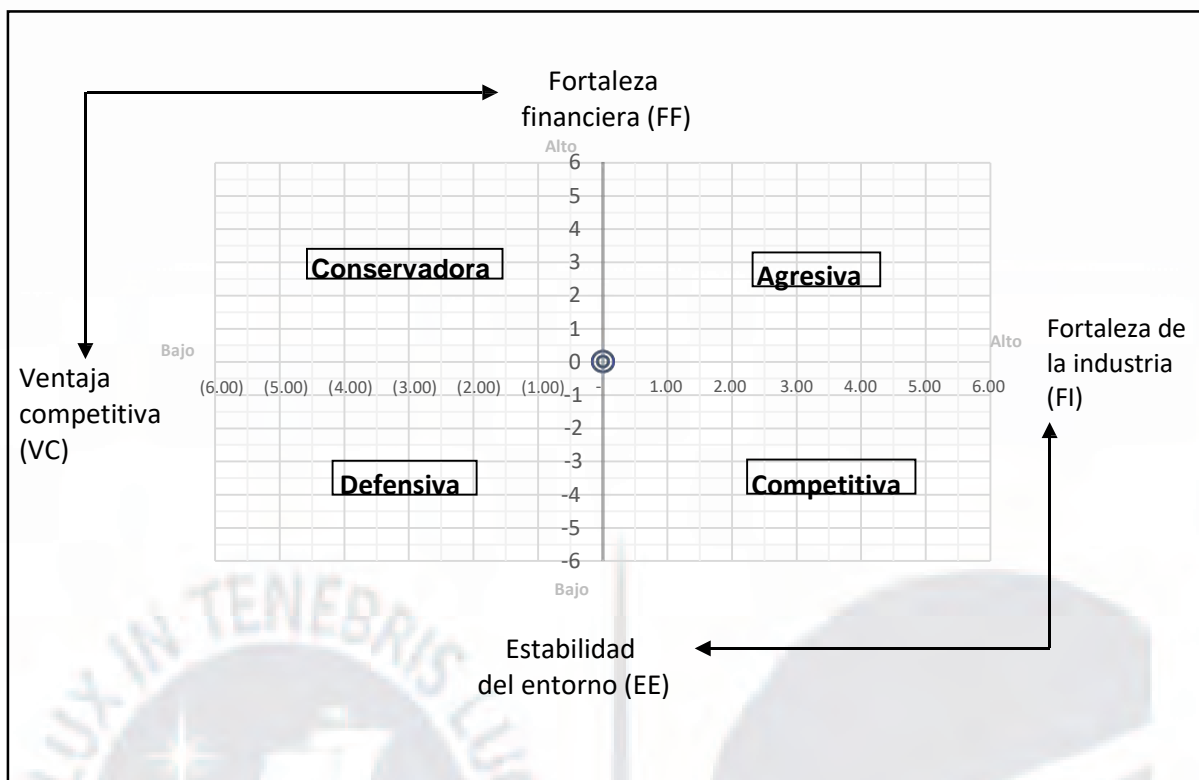 Fortaleza
financiera (FF)
Alto
6
5
4
3
2
1
0
-1
-2
-3
-4
-5
-6
Conservadora
Agresiva
Bajo
Alto
Fortaleza de
la industria
(FI)
Ventaja
competitiva
(VC)
(6.00) (5.00) (4.00) (3.00) (2.00) (1.00) - 1.00 2.00 3.00 4.00 5.00 6.00
Defensiva
Competitiva
Bajo
Estabilidad
del entorno (EE)
LUX IN TENEBRIS